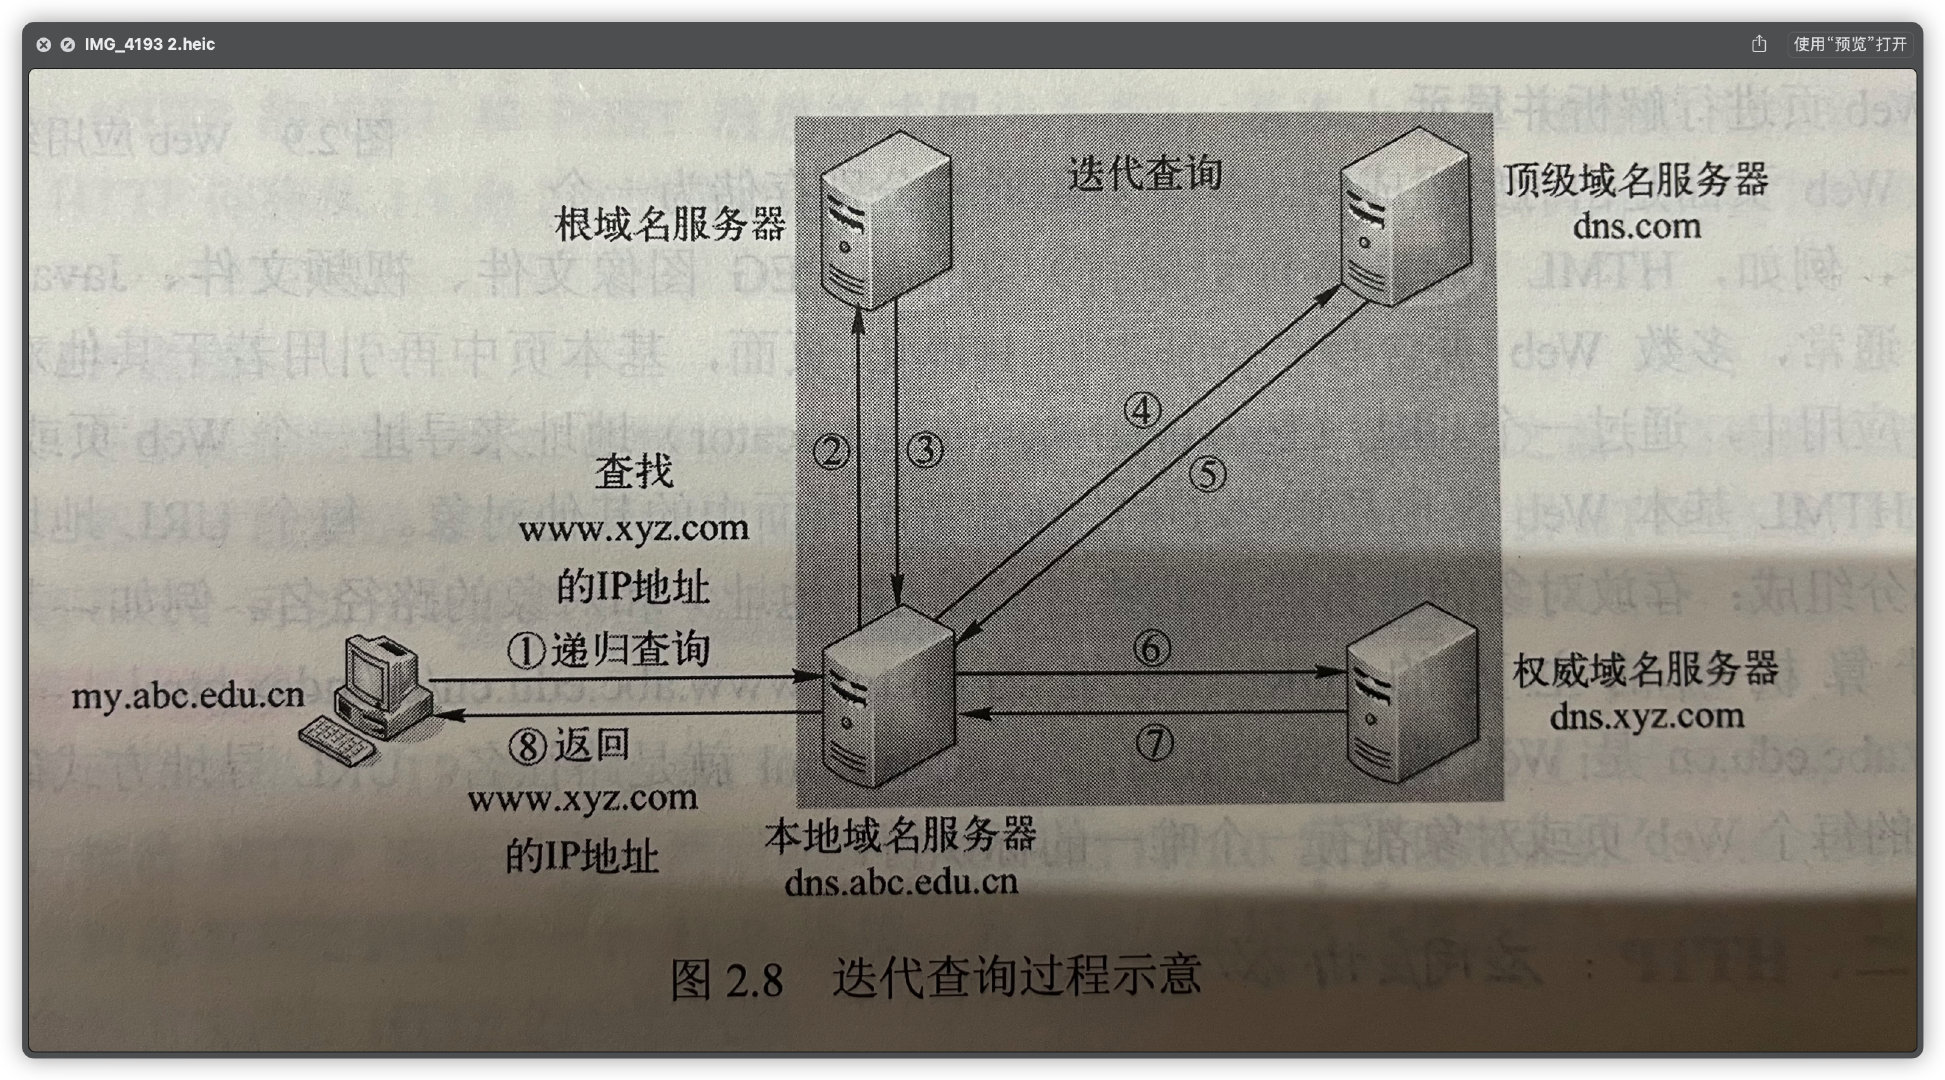 IMG_4193 2.heic
使用“预览”打开
迭代查询
根域名服务器
顶级域名服务器
dns.com
④
②
③
⑤
查找
www.xyz.com
的IP地址
①递归查询
⑥
my.abc.edu.cn
权威域名服务器
dns.xyz.com
⑧返回
⑦
www.xyz.com
的IP地址
本地域名服务器
dns.abc.edu.cn
图 2.8 迭代查询过程示意